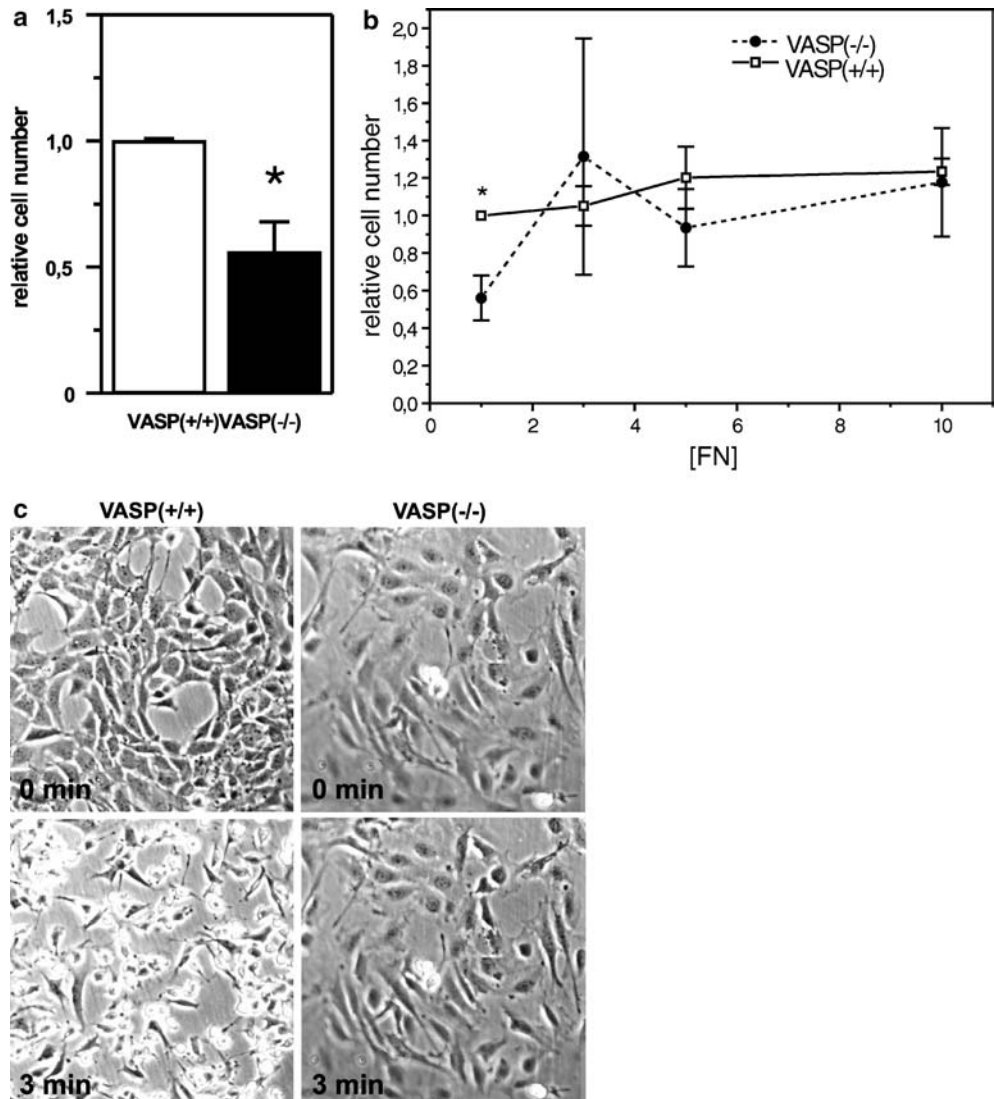 a
1,5
1,0
0,5
0
relative cell number
*
VASP(+/+)VASP(-/-)
b
2,0
1,8
1,6
1,4
1,2
1,0
0,8
0,6
0,4
0,2
0,0
relative cell number
VASP(-/-)
VASP(+/+)
*
0 2 4 6 8 10
[FN]
c
VASP(+/+) VASP(-/-)
0 min 0 min
3 min 3 min